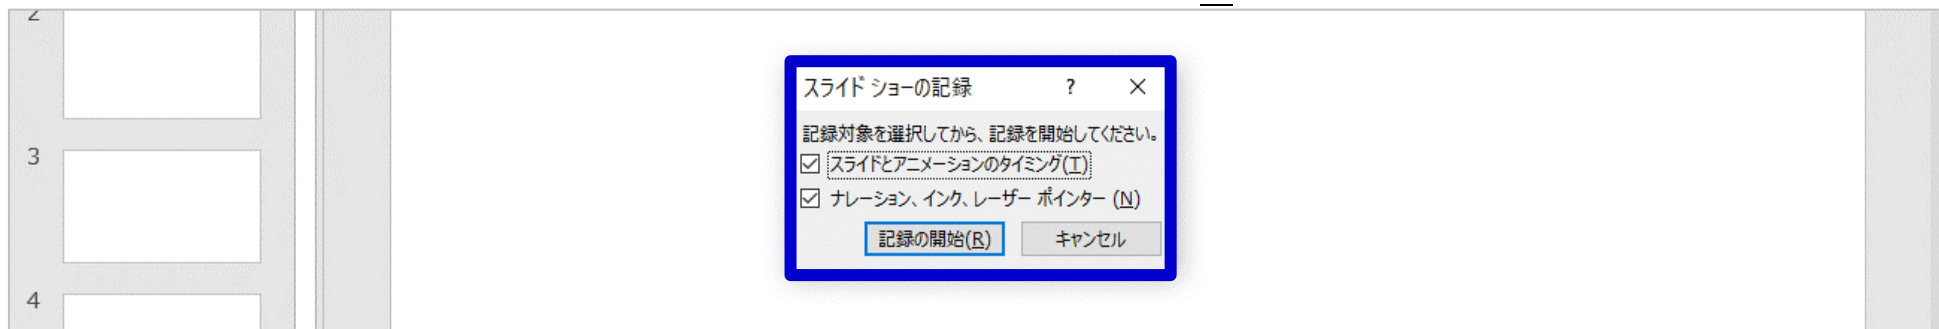 2
スライド ショーの記録 ? ×
記録対象を選択してから、記録を開始してください。
スライドとアニメーションのタイミング(T)
3
ナレーション、インク、レーザー ポインター (N)
記録の開始(R) キャンセル
4